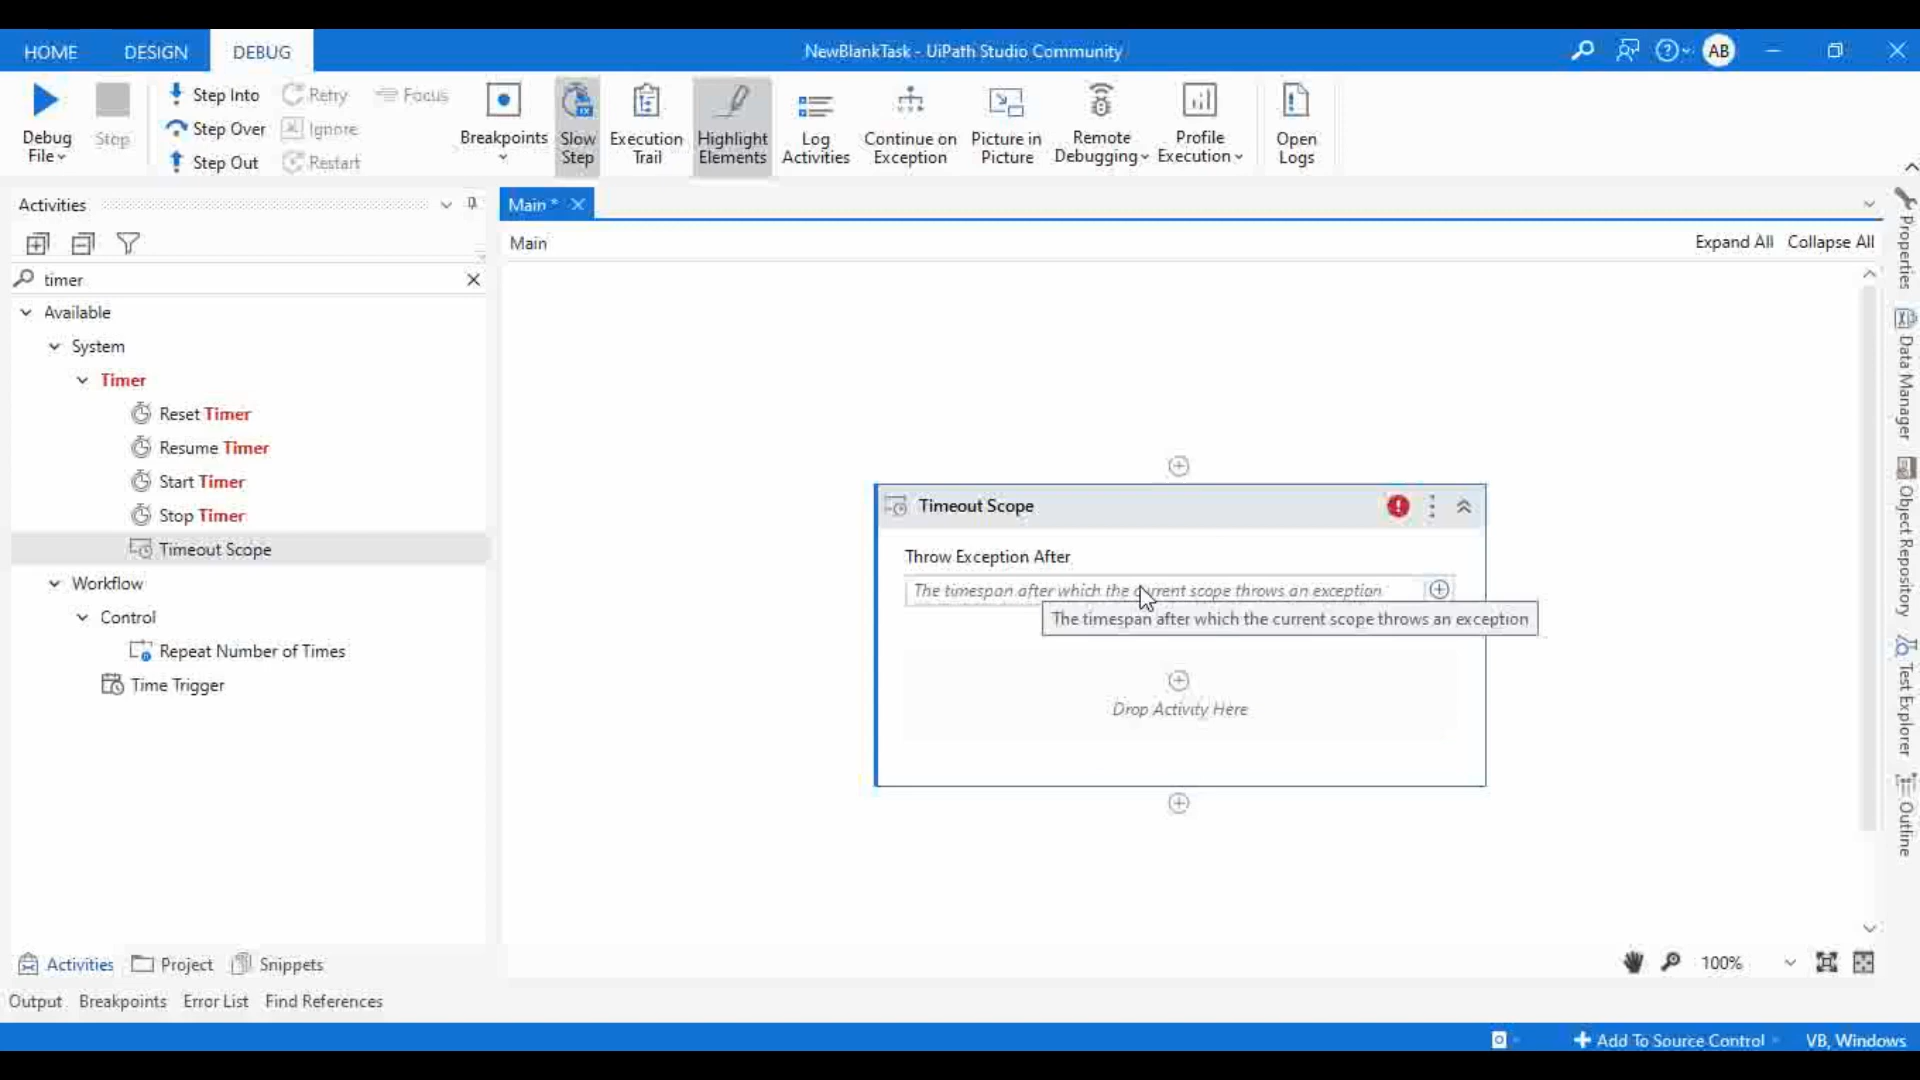 HOME DESIGN DEBUG
NewBlankTask - UiPath Studio Community
AB
Debug File
Stop
Step Into
Step Over
Step Out
Retry
Ignore
Restart
Focus
Breakpoints
Slow Step
Execution Trail
Highlight Elements
Log Activities
Continue on Exception
Picture in Picture
Remote Debugging
Profile Execution
Open Logs
Activities
Main *
Main
Expand All Collapse All
timer
Available
System
Timer
Reset Timer
Resume Timer
Start Timer
Stop Timer
Timeout Scope
Workflow
Control
Repeat Number of Times
Time Trigger
Timeout Scope
Throw Exception After
The timespan after which the current scope throws an exception
The timespan after which the current scope throws an exception
Drop Activity Here
Properties
Data Manager
Object Repository
Test Explorer
Outline
Activities Project Snippets
100%
Output Breakpoints Error List Find References
Add To Source Control
VB, Windows